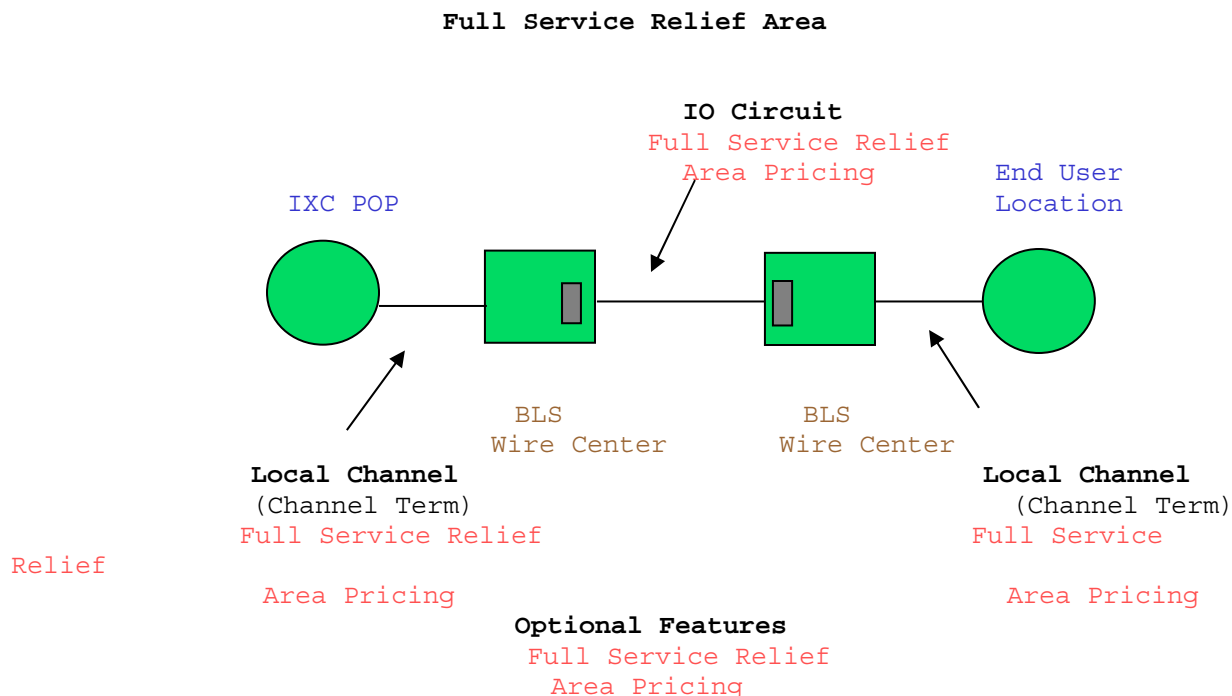 Full Service Relief Area
IO Circuit
Full Service Relief
Area Pricing
IXC POP
End User
Location
BLS
Wire Center
BLS
Wire Center
Local Channel
(Channel Term)
Full Service Relief
Area Pricing
Local Channel
(Channel Term)
Full Service
Relief
Area Pricing
Optional Features
Full Service Relief
Area Pricing